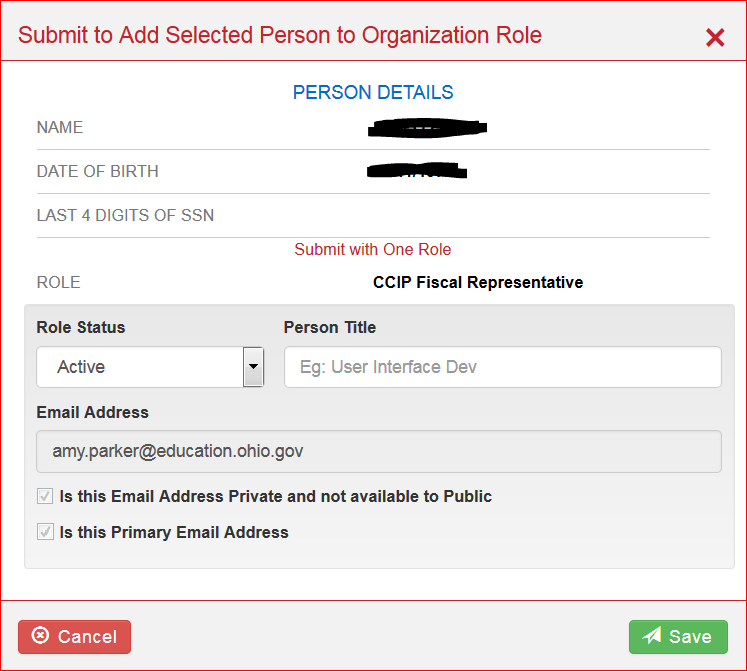 Submit to Add Selected Person to Organization Role
PERSON DETAILS
NAME
DATE OF BIRTH
LAST 4 DIGITS OF SSN
Submit with One Role
ROLE CCIP Fiscal Representative
Role Status Person Title
Active Eg: User Interface Dev
Email Address
amy.parker@education.ohio.gov
Is this Email Address Private and not available to Public
Is this Primary Email Address
Cancel Save